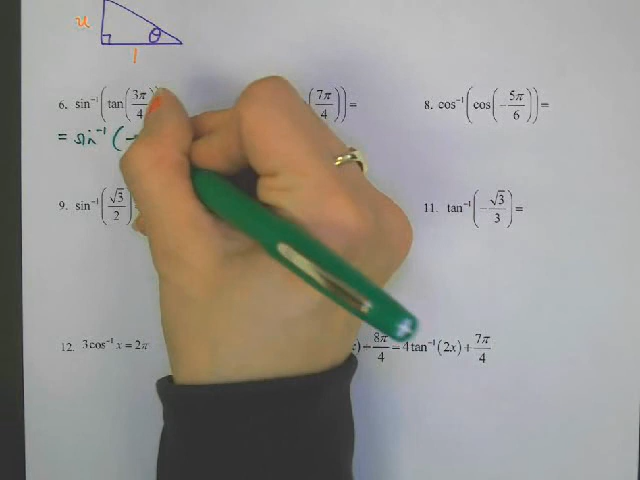 u
θ
1
6. sin⁻¹(tan(3π/4
(7π/4))=
8. cos⁻¹(cos(-5π/6))=
= sin⁻¹(-
9. sin⁻¹(√3/2)
11. tan⁻¹(-√3/3)=
12. 3cos⁻¹ x = 2π
)+8π/4=4tan⁻¹(2x)+7π/4